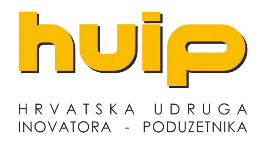 huip
HRVATSKA UDRUGA
INOVATORA - PODUZETNIKA